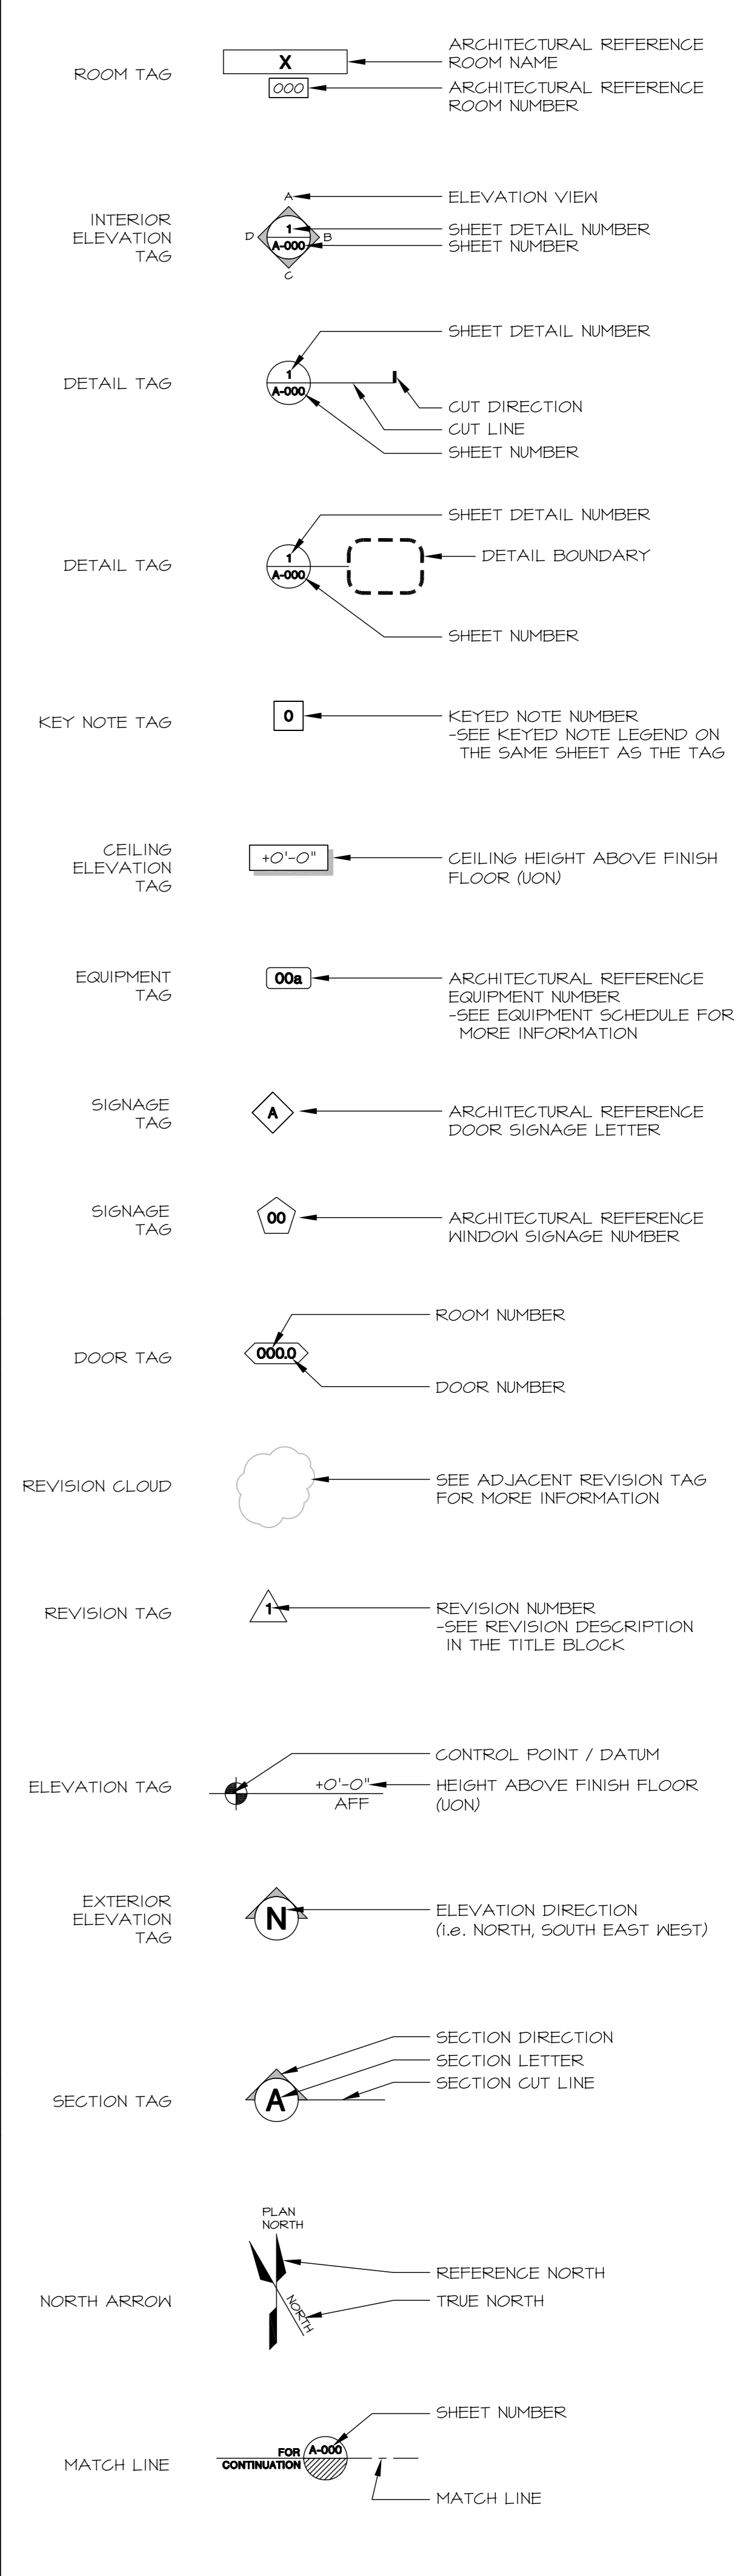 ROOM TAG
X
000
ARCHITECTURAL REFERENCE
ROOM NAME
ARCHITECTURAL REFERENCE
ROOM NUMBER
INTERIOR
ELEVATION
TAG
A
D
1
B
A-000
C
ELEVATION VIEW
SHEET DETAIL NUMBER
SHEET NUMBER
DETAIL TAG
1
A-000
SHEET DETAIL NUMBER
CUT DIRECTION
CUT LINE
SHEET NUMBER
DETAIL TAG
1
A-000
SHEET DETAIL NUMBER
DETAIL BOUNDARY
SHEET NUMBER
KEY NOTE TAG
0
KEYED NOTE NUMBER
-SEE KEYED NOTE LEGEND ON
THE SAME SHEET AS THE TAG
CEILING
ELEVATION
TAG
+0'-0"
CEILING HEIGHT ABOVE FINISH
FLOOR (UON)
EQUIPMENT
TAG
00a
ARCHITECTURAL REFERENCE
EQUIPMENT NUMBER
-SEE EQUIPMENT SCHEDULE FOR
MORE INFORMATION
SIGNAGE
TAG
A
ARCHITECTURAL REFERENCE
DOOR SIGNAGE LETTER
SIGNAGE
TAG
00
ARCHITECTURAL REFERENCE
WINDOW SIGNAGE NUMBER
DOOR TAG
000.0
ROOM NUMBER
DOOR NUMBER
REVISION CLOUD
SEE ADJACENT REVISION TAG
FOR MORE INFORMATION
REVISION TAG
1
REVISION NUMBER
-SEE REVISION DESCRIPTION
IN THE TITLE BLOCK
ELEVATION TAG
+0'-0"
AFF
CONTROL POINT / DATUM
HEIGHT ABOVE FINISH FLOOR
(UON)
EXTERIOR
ELEVATION
TAG
N
ELEVATION DIRECTION
(i.e. NORTH, SOUTH EAST WEST)
SECTION TAG
A
SECTION DIRECTION
SECTION LETTER
SECTION CUT LINE
NORTH ARROW
PLAN
NORTH
NORTH
REFERENCE NORTH
TRUE NORTH
MATCH LINE
FOR
CONTINUATION
A-000
SHEET NUMBER
MATCH LINE